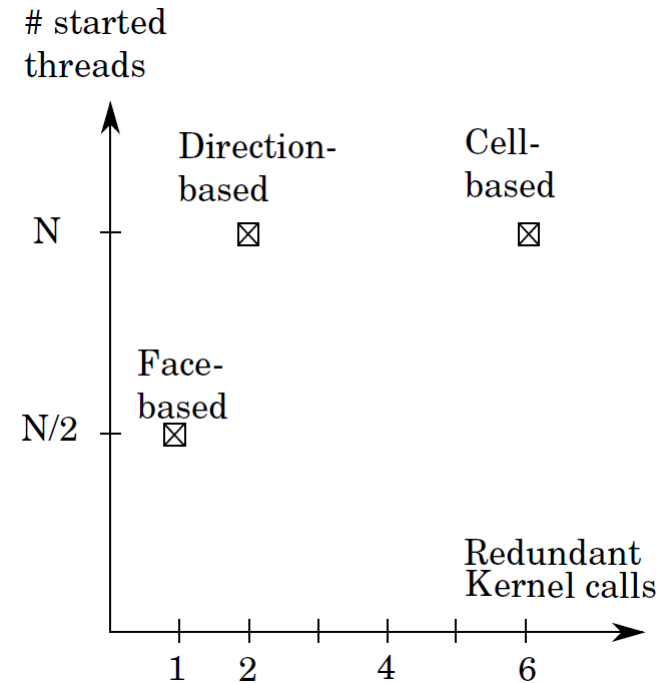 # started
threads
Direction-
based
Cell-
based
N
Face-
based
N/2
Redundant
Kernel calls
1 2 4 6